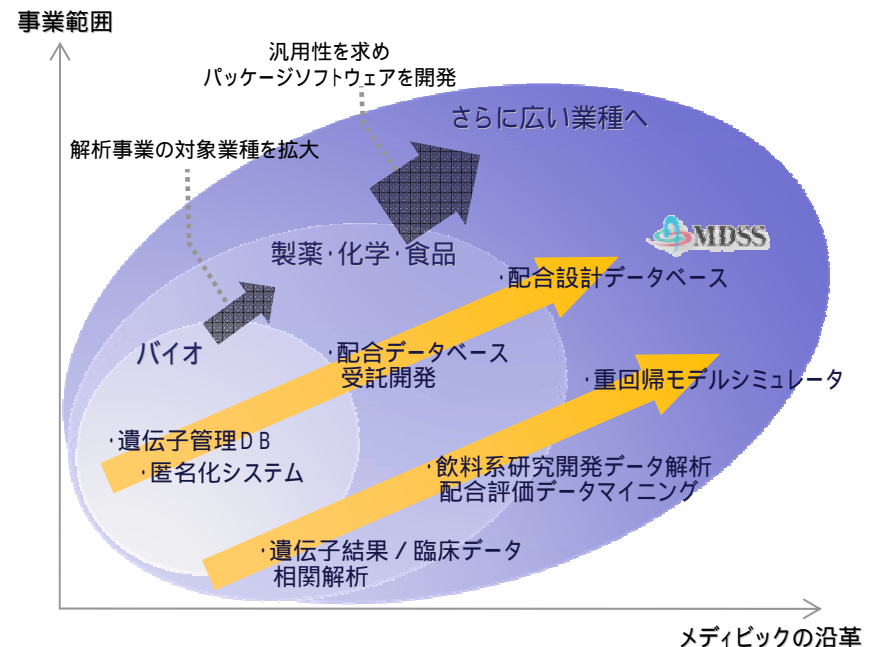 事業範囲
汎用性を求め
パッケージソフトウェアを開発
さらに広い業種へ
解析事業の対象業種を拡大
MDSS
製薬・化学・食品
・配合設計データベース
バイオ
・配合データベース
受託開発
・重回帰モデルシミュレータ
・遺伝子管理DB
・匿名化システム
・飲料系研究開発データ解析
配合評価データマイニング
・遺伝子結果/臨床データ
相関解析
メディビックの沿革